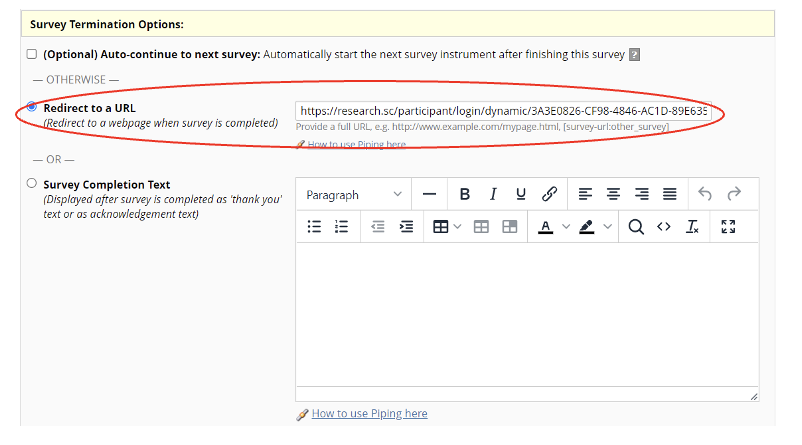 Survey Termination Options:
(Optional) Auto-continue to next survey: Automatically start the next survey instrument after finishing this survey ?
— OTHERWISE —
Redirect to a URL
(Redirect to a webpage when survey is completed)
https://research.sc/participant/login/dynamic/3A3E0826-CF98-4846-AC1D-89E635
Provide a full URL, e.g. http://www.example.com/mypage.html, [survey-url:other_survey]
How to use Piping here
— OR —
Survey Completion Text
(Displayed after survey is completed as 'thank you'
text or as acknowledgement text)
Paragraph
B I U
A
How to use Piping here